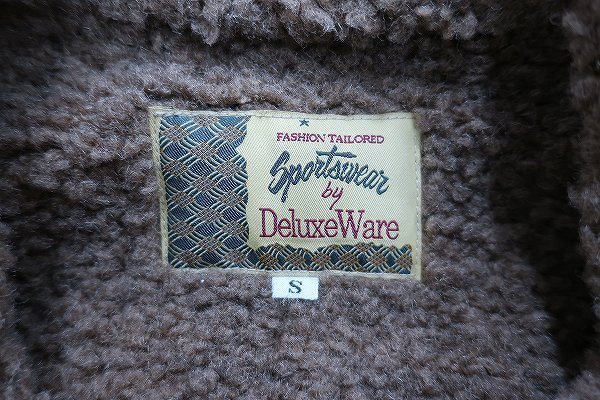 FASHION TAILORED
Sportswear
by
DeluxeWare
S